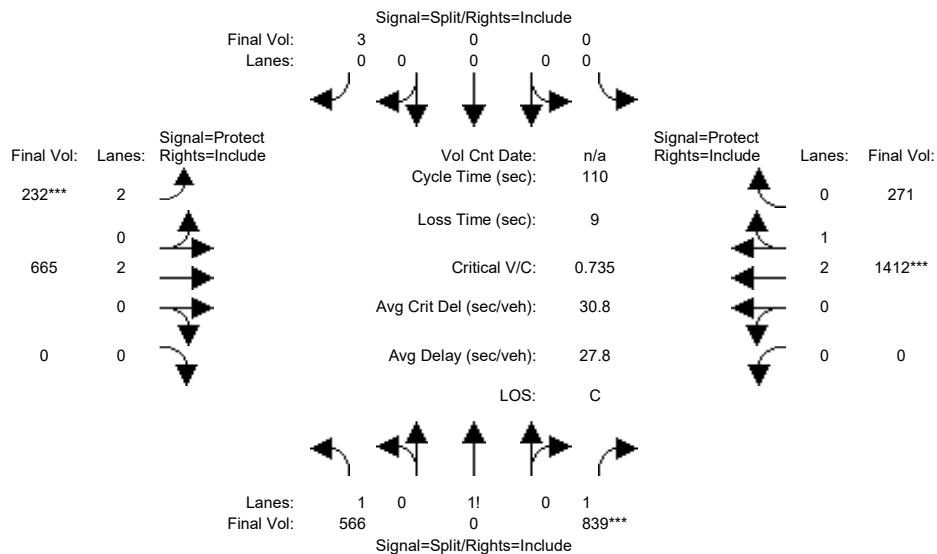 Signal=Split/Rights=Include
Final Vol: 3 0 0
Lanes: 0 0 0 0 0
Signal=Protect Signal=Protect
Final Vol: Lanes: Rights=Include Vol Cnt Date: n/a Rights=Include Lanes: Final Vol:
Cycle Time (sec): 110
232*** 2 0 271
Loss Time (sec): 9
0 1
665 2 Critical V/C: 0.735 2 1412***
0 Avg Crit Del (sec/veh): 30.8 0
0 0 Avg Delay (sec/veh): 27.8 0 0
LOS: C
Lanes: 1 0 1! 0 1
Final Vol: 566 0 839***
Signal=Split/Rights=Include